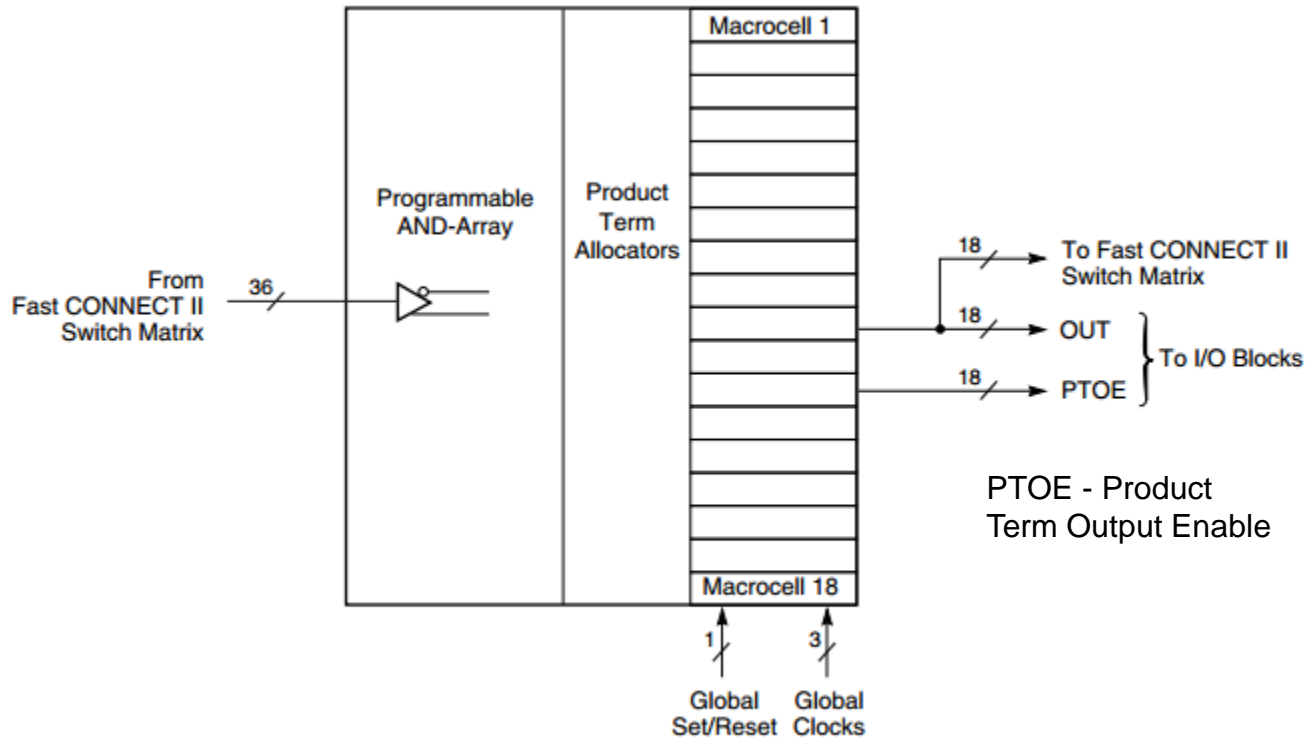 Macrocell 1
Programmable
AND-Array
Product
Term
Allocators
From
Fast CONNECT II
Switch Matrix
36
18
To Fast CONNECT II
Switch Matrix
18
OUT
To I/O Blocks
18
PTOE
PTOE - Product
Term Output Enable
Macrocell 18
1
3
Global
Set/Reset
Global
Clocks